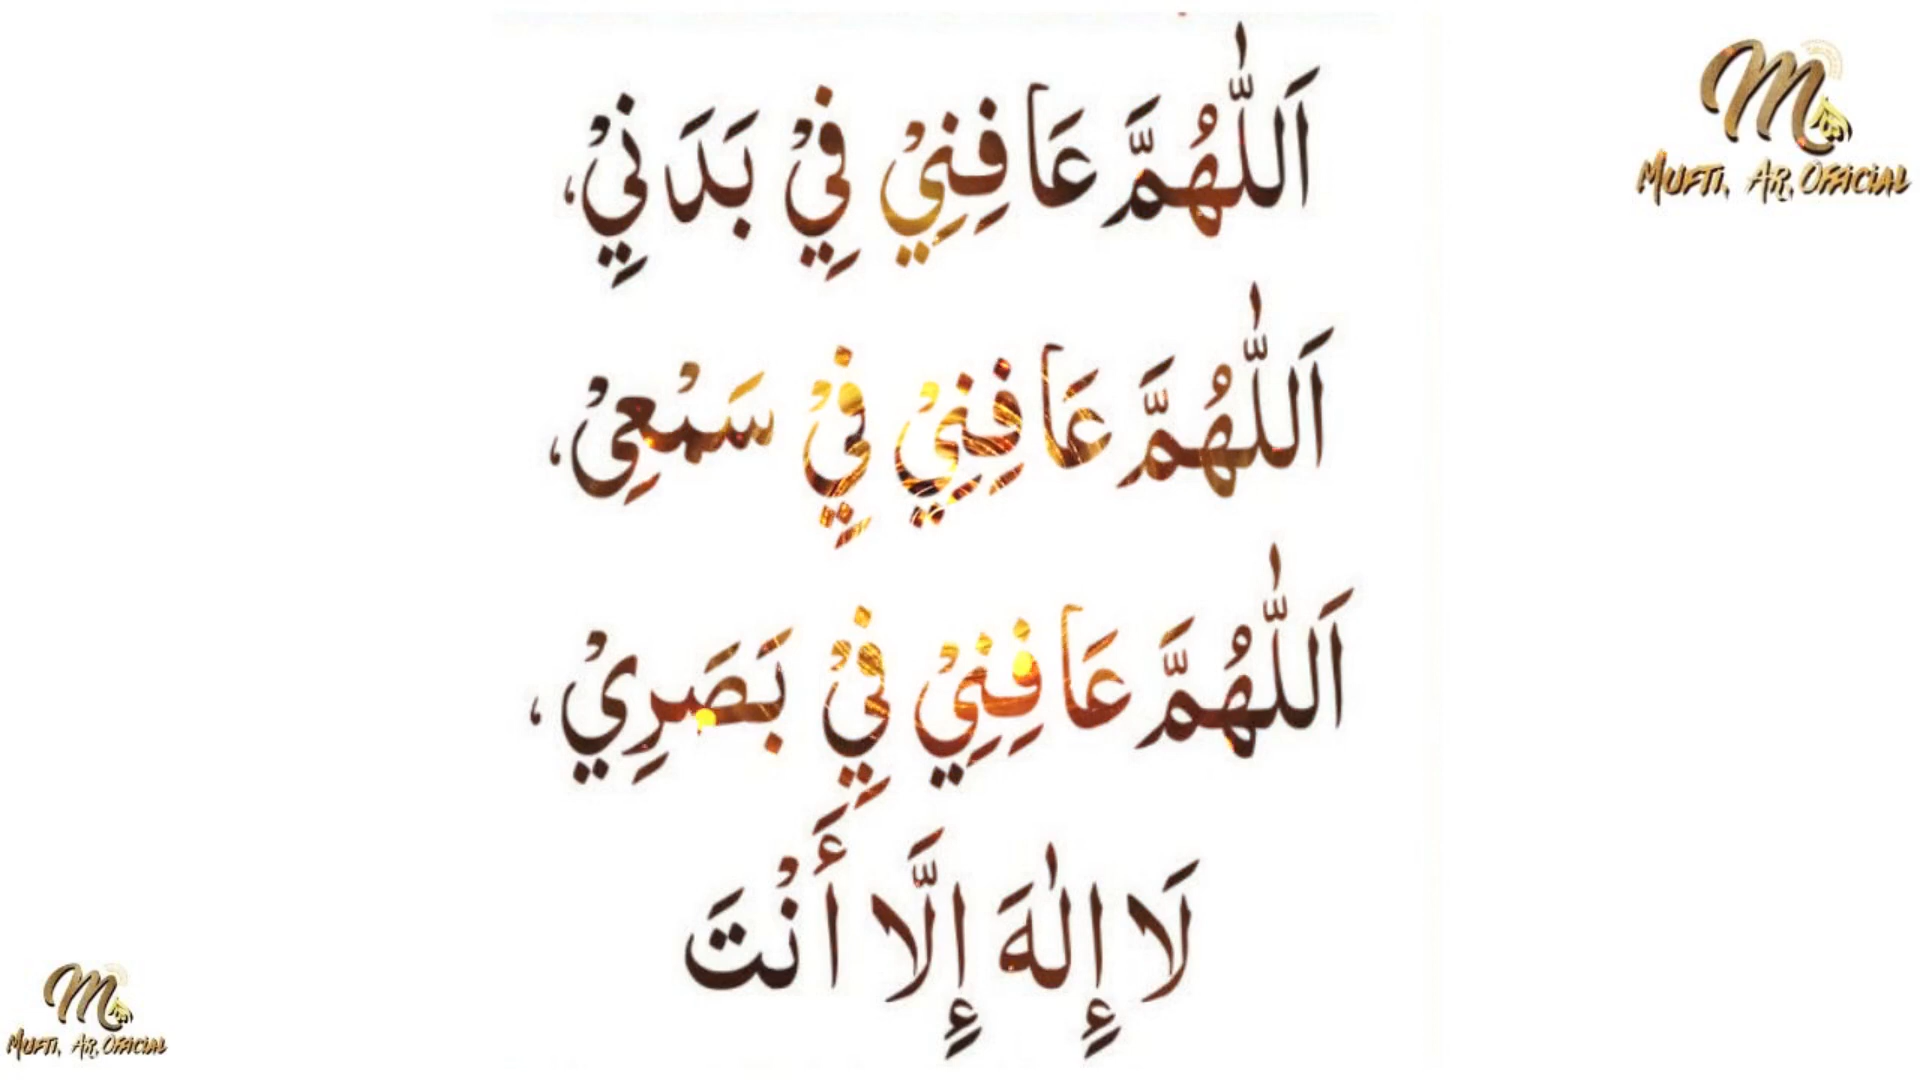 اَللّٰهُمَّ عَافِنِيْ فِيْ بَدَنِيْ،
اَللّٰهُمَّ عَافِنِيْ فِيْ سَمْعِىْ،
اَللّٰهُمَّ عَافِنِيْ فِيْ بَصَرِيْ،
لَا إِلٰهَ إِلَّا أَنْتَ
Mufti. Ar. Official
Mufti. Ar. Official